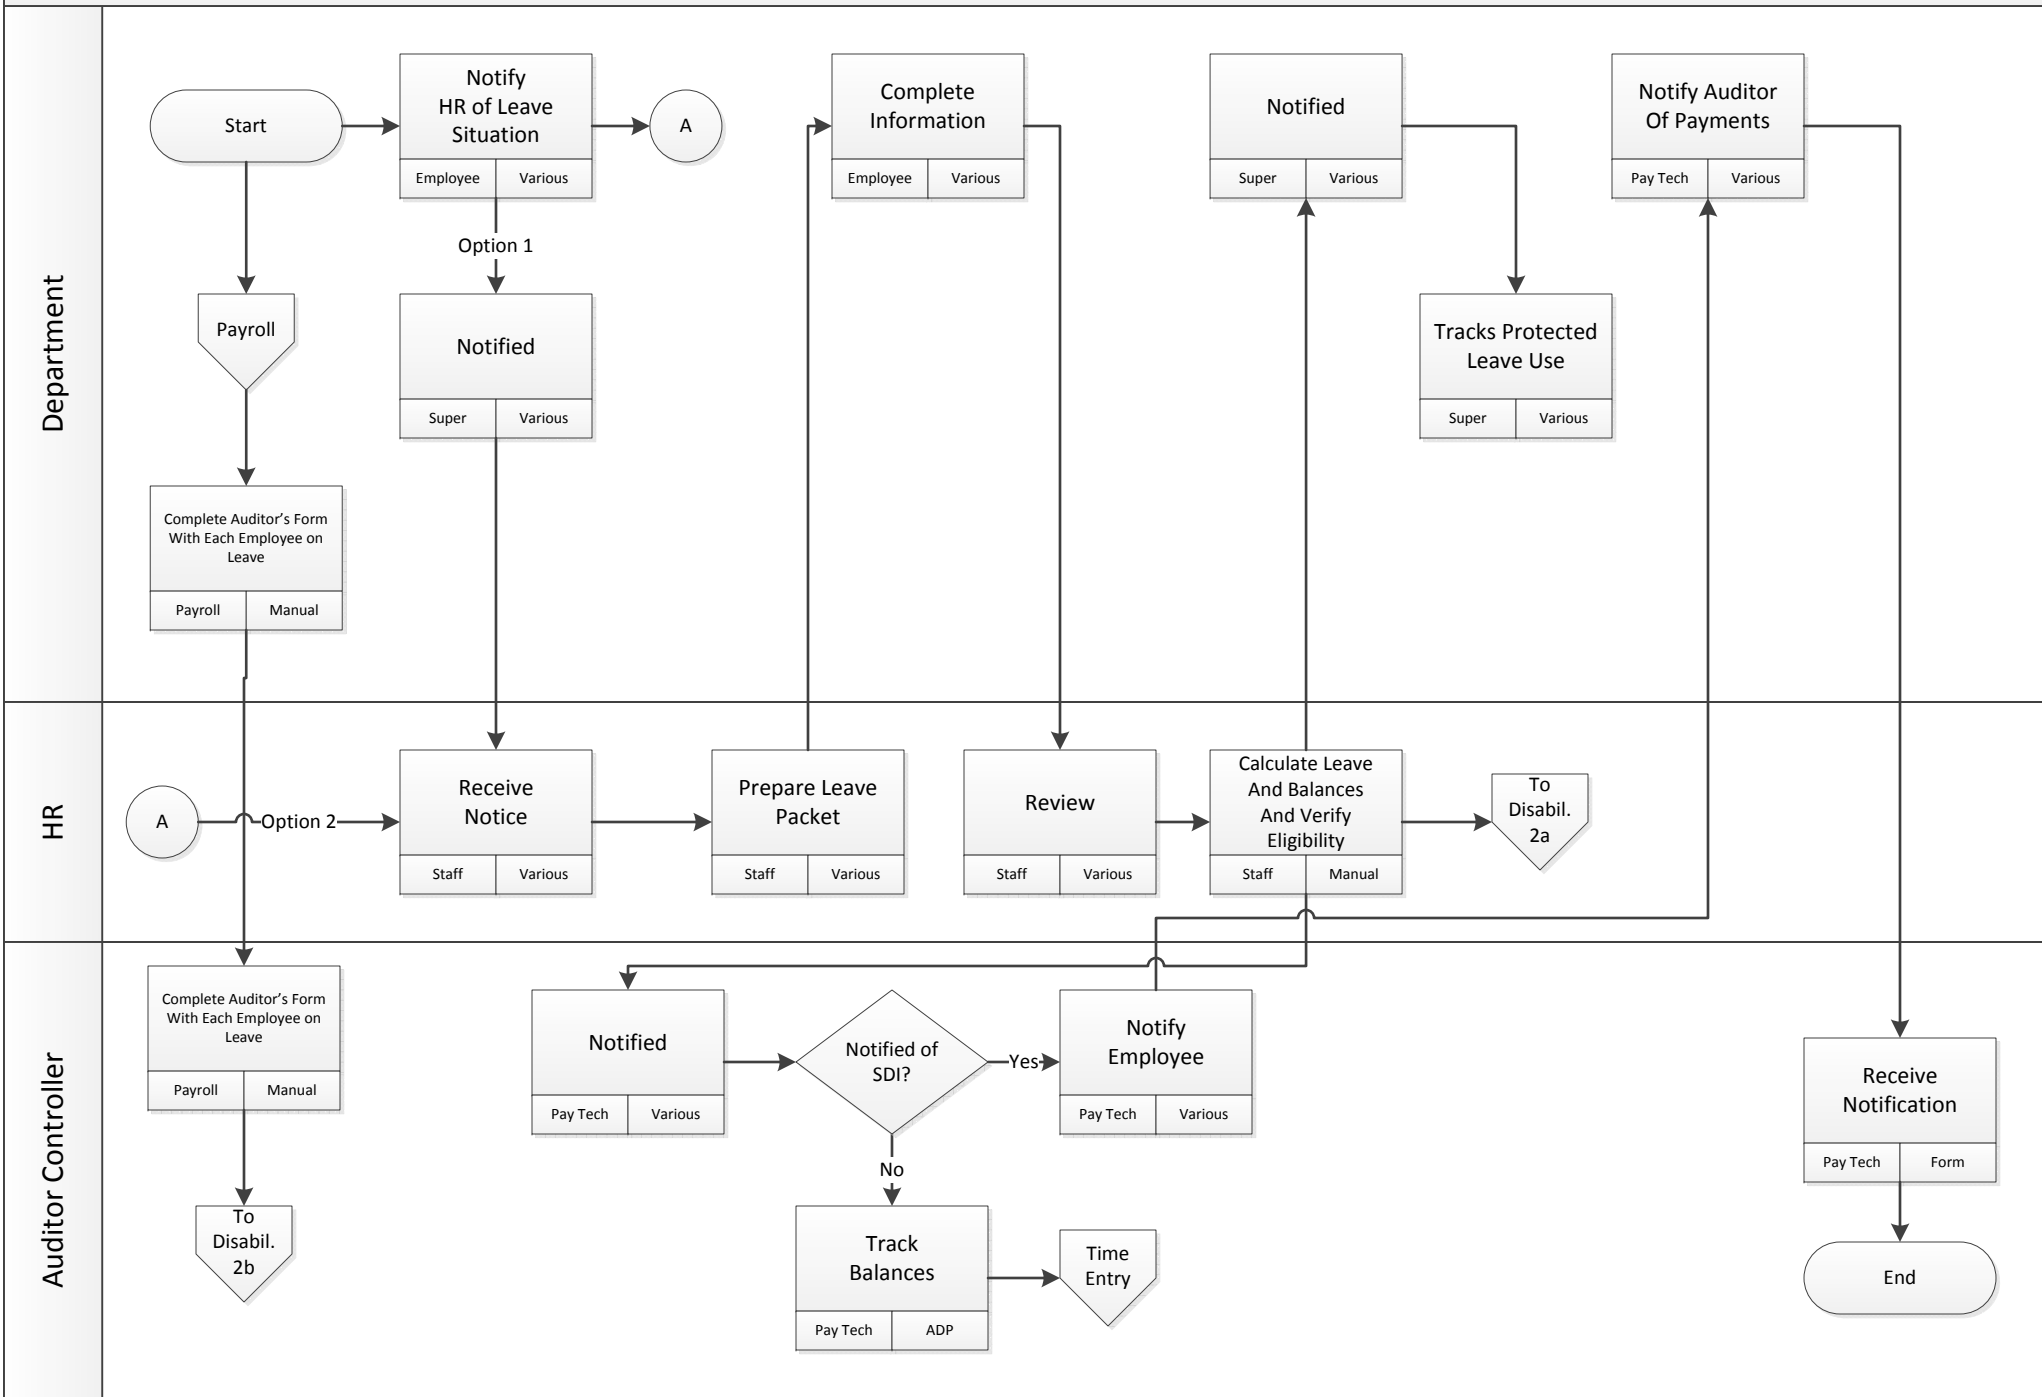 Department
Start
Notify
HR of Leave
Situation
Employee
Various
A
Complete
Information
Employee
Various
Notified
Super
Various
Notify Auditor
Of Payments
Pay Tech
Various
Option 1
Payroll
Notified
Super
Various
Tracks Protected
Leave Use
Super
Various
Complete Auditor’s Form
With Each Employee on
Leave
Payroll
Manual
HR
A
Option 2
Receive
Notice
Staff
Various
Prepare Leave
Packet
Staff
Various
Review
Staff
Various
Calculate Leave
And Balances
And Verify
Eligibility
Staff
Manual
To
Disabil.
2a
Auditor Controller
Complete Auditor’s Form
With Each Employee on
Leave
Payroll
Manual
Notified
Pay Tech
Various
Notified of
SDI?
Yes
Notify
Employee
Pay Tech
Various
Receive
Notification
Pay Tech
Form
No
To
Disabil.
2b
Track
Balances
Pay Tech
ADP
Time
Entry
End